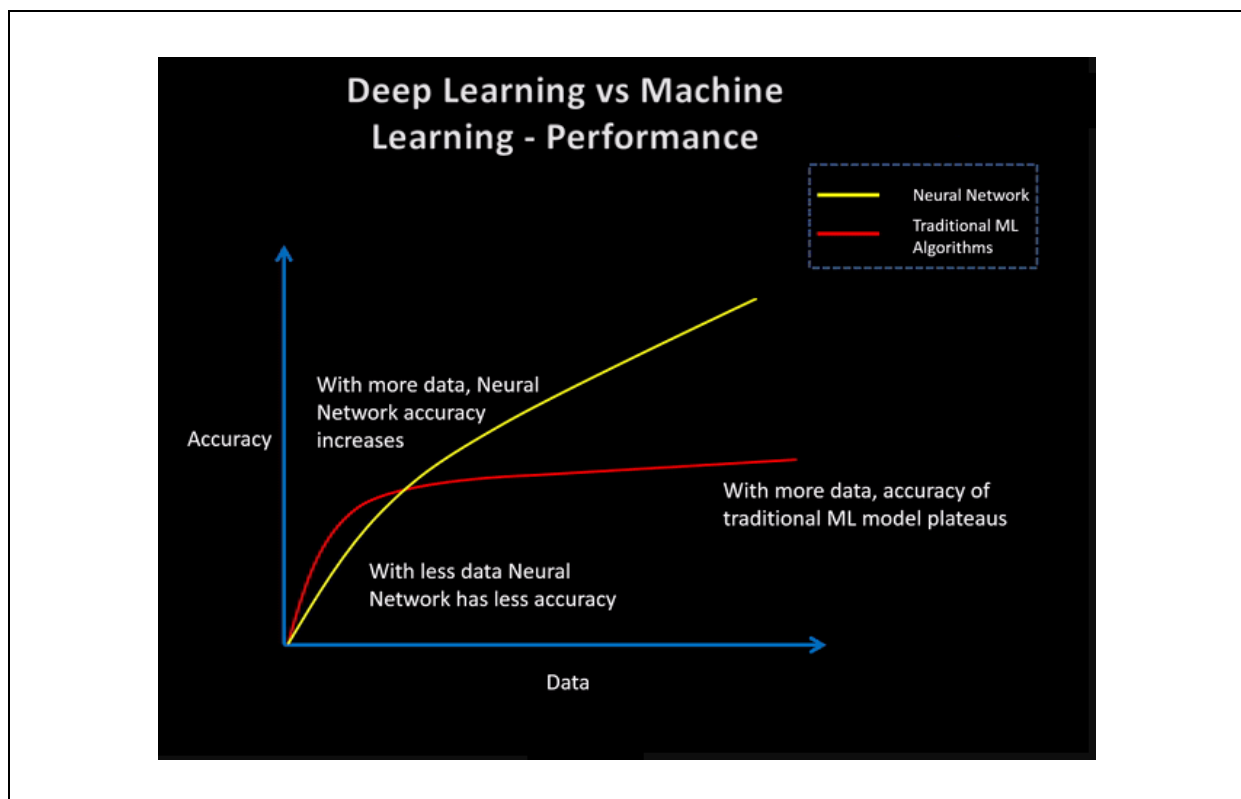 Deep Learning vs Machine
Learning - Performance
Neural Network
Traditional ML
Algorithms
With more data, Neural
Network accuracy
increases
Accuracy
With more data, accuracy of
traditional ML model plateaus
With less data Neural
Network has less accuracy
Data